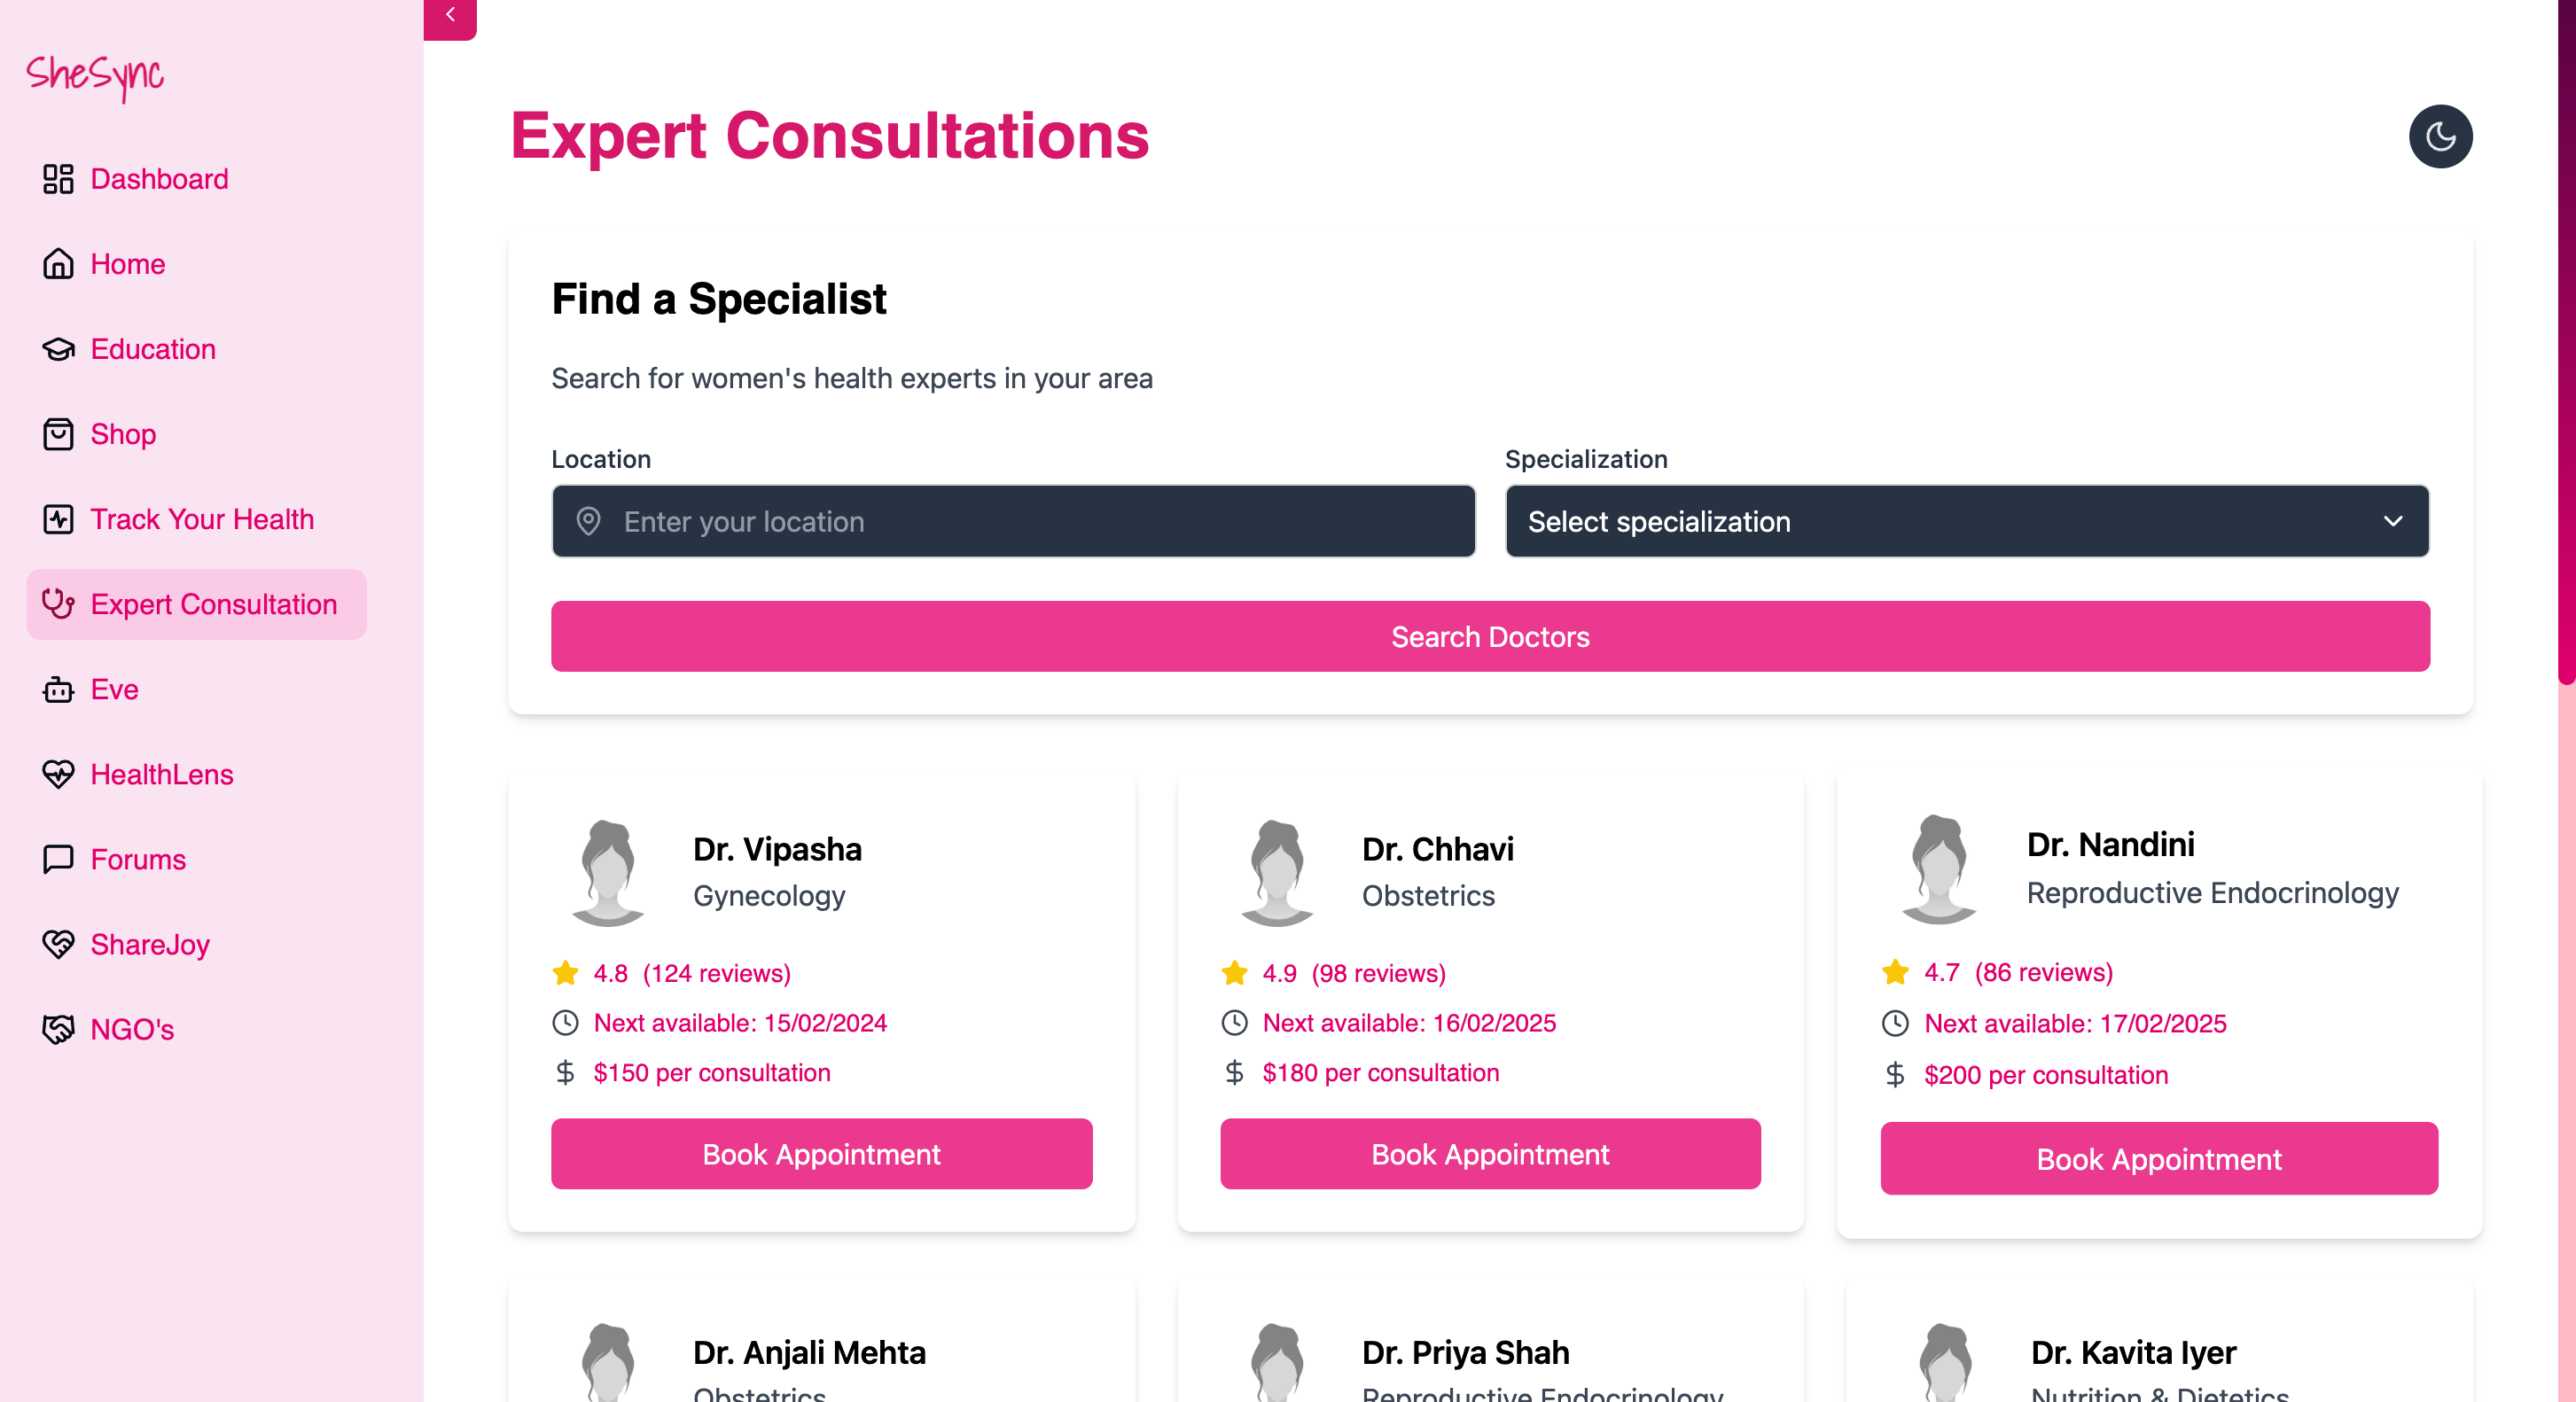 SheSync
Dashboard
Home
Education
Shop
Track Your Health
Expert Consultation
Eve
HealthLens
Forums
ShareJoy
NGO's
Expert Consultations
Find a Specialist
Search for women's health experts in your area
Location
Enter your location
Specialization
Select specialization
Search Doctors
Dr. Vipasha
Gynecology
4.8 (124 reviews)
Next available: 15/02/2024
$150 per consultation
Book Appointment
Dr. Chhavi
Obstetrics
4.9 (98 reviews)
Next available: 16/02/2025
$180 per consultation
Book Appointment
Dr. Nandini
Reproductive Endocrinology
4.7 (86 reviews)
Next available: 17/02/2025
$200 per consultation
Book Appointment
Dr. Anjali Mehta
Obstetrics
Dr. Priya Shah
Reproductive Endocrinology
Dr. Kavita Iyer
Nutrition & Dietetics